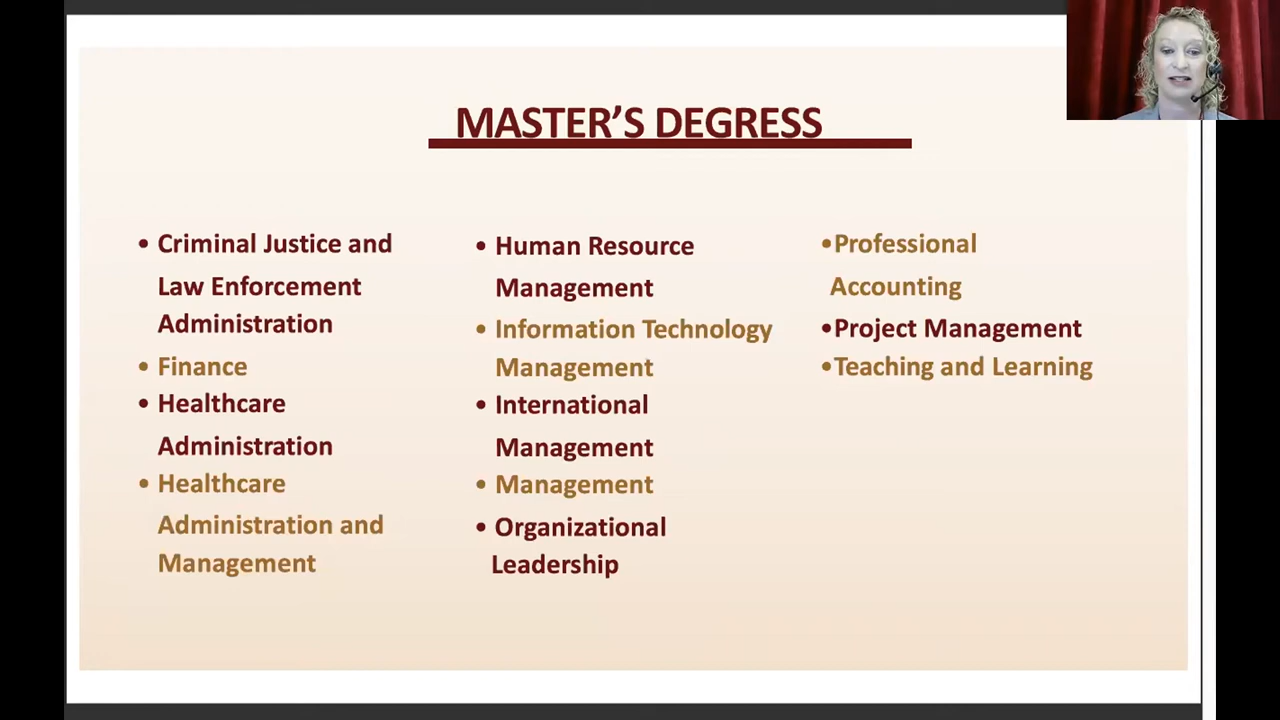 MASTER'S DEGRESS
• Criminal Justice and
Law Enforcement
Administration
• Finance
• Healthcare
Administration
• Healthcare
Administration and
Management
• Human Resource
Management
• Information Technology
Management
• International
Management
• Management
• Organizational
Leadership
•Professional
Accounting
•Project Management
•Teaching and Learning